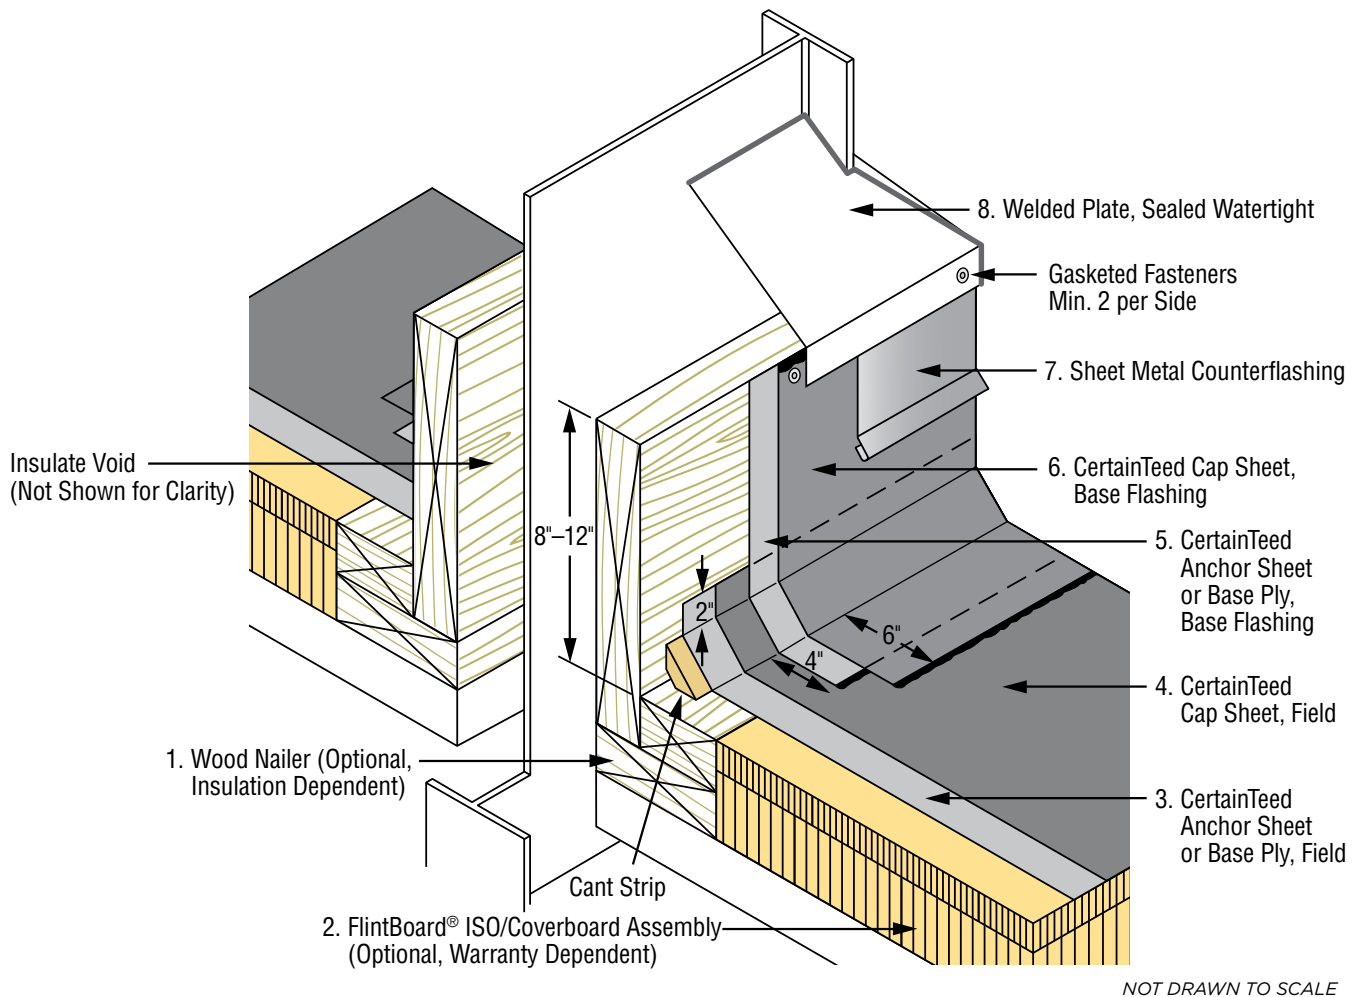 8. Welded Plate, Sealed Watertight
Gasketed Fasteners
Min. 2 per Side
7. Sheet Metal Counterflashing
6. CertainTeed Cap Sheet,
Base Flashing
5. CertainTeed
Anchor Sheet
or Base Ply,
Base Flashing
4. CertainTeed
Cap Sheet, Field
3. CertainTeed
Anchor Sheet
or Base Ply, Field
Insulate Void
(Not Shown for Clarity)
8"–12"
2"
4"
6"
1. Wood Nailer (Optional,
Insulation Dependent)
Cant Strip
2. FlintBoard® ISO/Coverboard Assembly
(Optional, Warranty Dependent)
NOT DRAWN TO SCALE